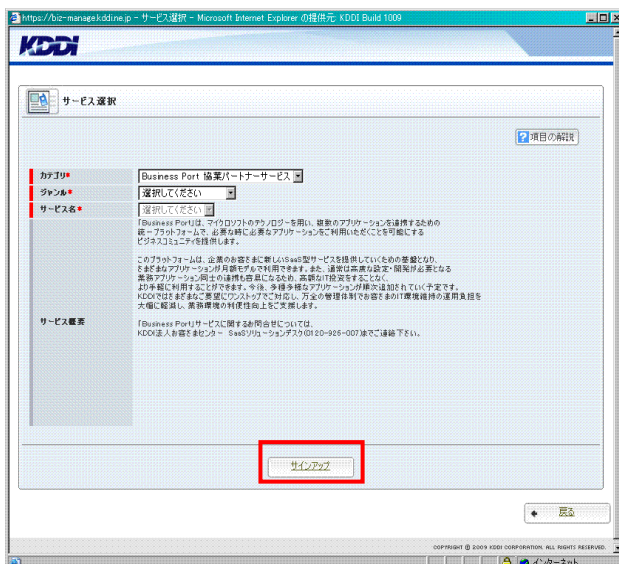 https://biz-manage.kddi.ne.jp - サービス選択 - Microsoft Internet Explorer の提供元: KDDI Build 1009
KDDI
サービス選択
?項目の解説
カテリ* Business Port 協業パートナーサービス
ジャンル* 選択してください
サービス名* 選択してください
「Business Port」は、マイクロソフトのテクノロジーを用い、複数のアプリケーションを連携するための
統一プラットフォームで、必要な時に必要なアプリケーションをご利用いただくことを可能にする
ビジネスコミュニティを提供します。
このプラットフォームは、企業のお客さまに新しいSaaS型サービスを提供していくための基盤となり、
さまざまなアプリケーションが月額モデルで利用できます。また、通常は高度な設定・開発が必要となる
業務アプリケーション同士の連携も容易になるため、高額なIT投資をすることなく、
より手軽に利用することができます。今後、多種多様なアプリケーションが順次追加されていく予定です。
KDDIではさまざまなご要望にワンストップでご対応し、万全の管理体制でお客さまのIT環境維持の運用負担を
大幅に軽減し、業務環境の利便性向上をご支援します。
サービス概要
「Business Port」サービスに関するお問合せについては、
KDDI法人お客さまセンター SaaSソリューションデスク(0120-925-007)までご連絡下さい。
サインアップ
戻る
COPYRIGHT © 2009 KDDI CORPORATION. ALL RIGHTS RESERVED.
インターネット